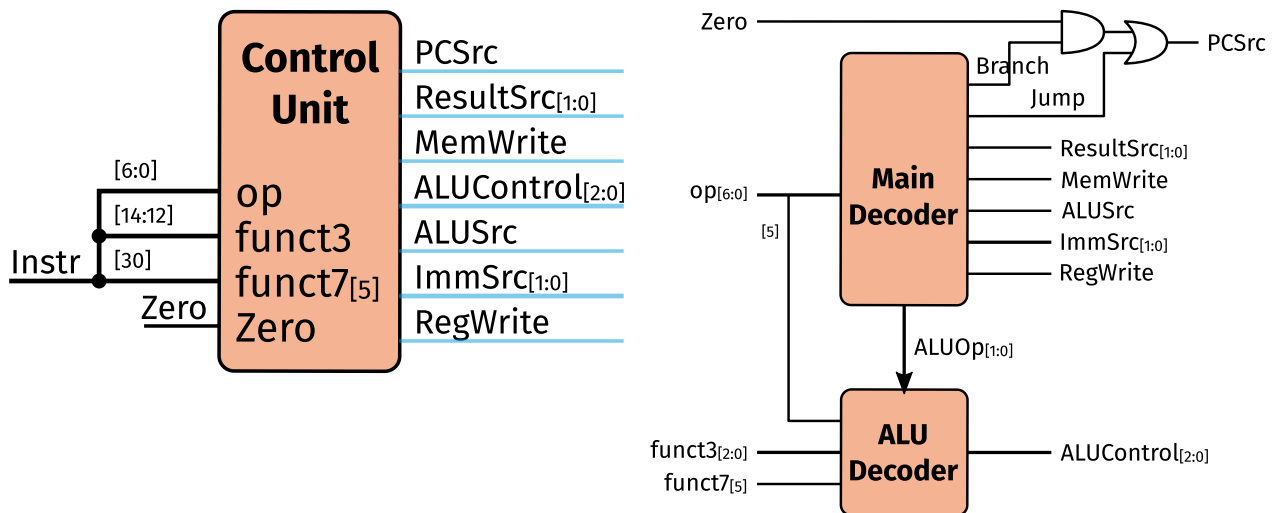 Control
Unit
[6:0]
op
[14:12]
funct3
Instr
[30]
funct7[5]
Zero
Zero
PCSrc
ResultSrc[1:0]
MemWrite
ALUControl[2:0]
ALUSrc
ImmSrc[1:0]
RegWrite
Zero
PCSrc
Branch
Jump
op[6:0]
[5]
Main
Decoder
ResultSrc[1:0]
MemWrite
ALUSrc
ImmSrc[1:0]
RegWrite
ALUOp[1:0]
ALU
Decoder
funct3[2:0]
funct7[5]
ALUControl[2:0]